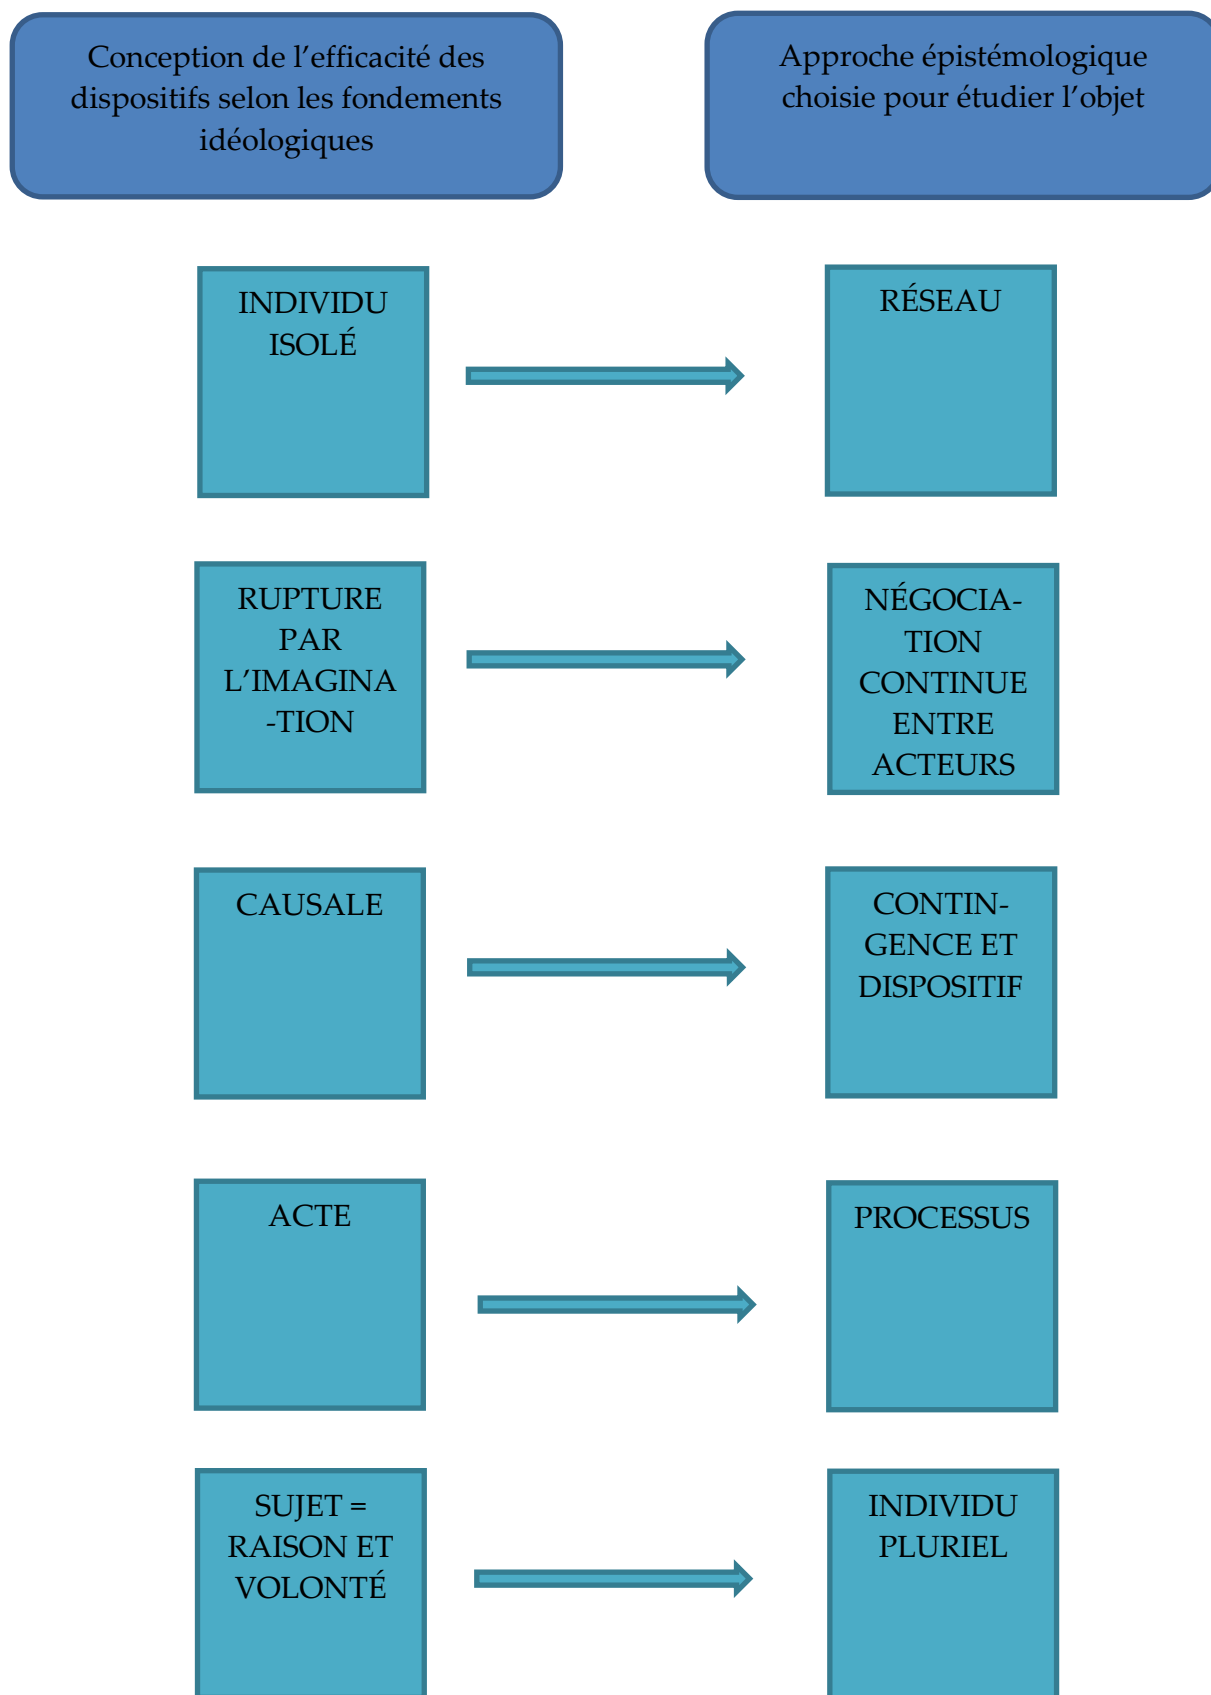 Conception de l’efficacité des
dispositifs selon les fondements
idéologiques
Approche épistémologique
choisie pour étudier l’objet
INDIVIDU
ISOLÉ
RÉSEAU
RUPTURE
PAR
L’IMAGINA
-TION
NÉGOCIA-
TION
CONTINUE
ENTRE
ACTEURS
CAUSALE
CONTIN-
GENCE ET
DISPOSITIF
ACTE
PROCESSUS
SUJET =
RAISON ET
VOLONTÉ
INDIVIDU
PLURIEL